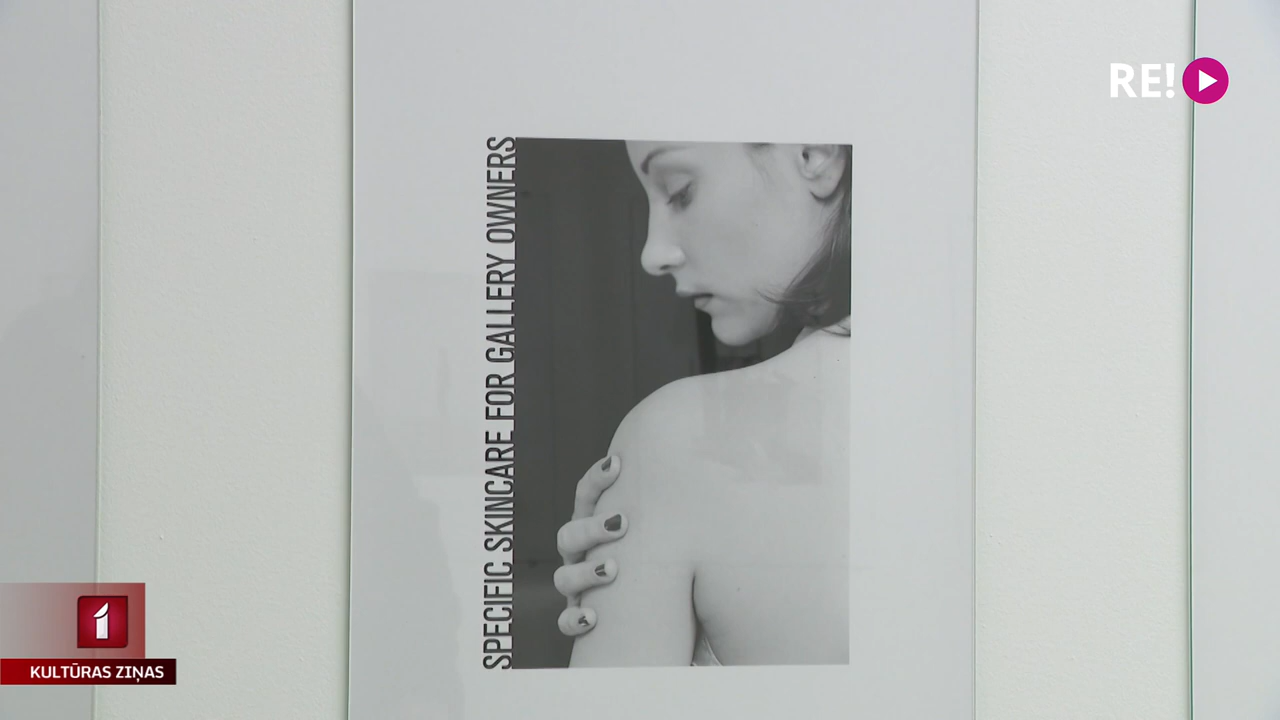 RE!
SPECIFIC SKINCARE FOR GALLERY OWNERS
1
KULTŪRAS ZIŅAS